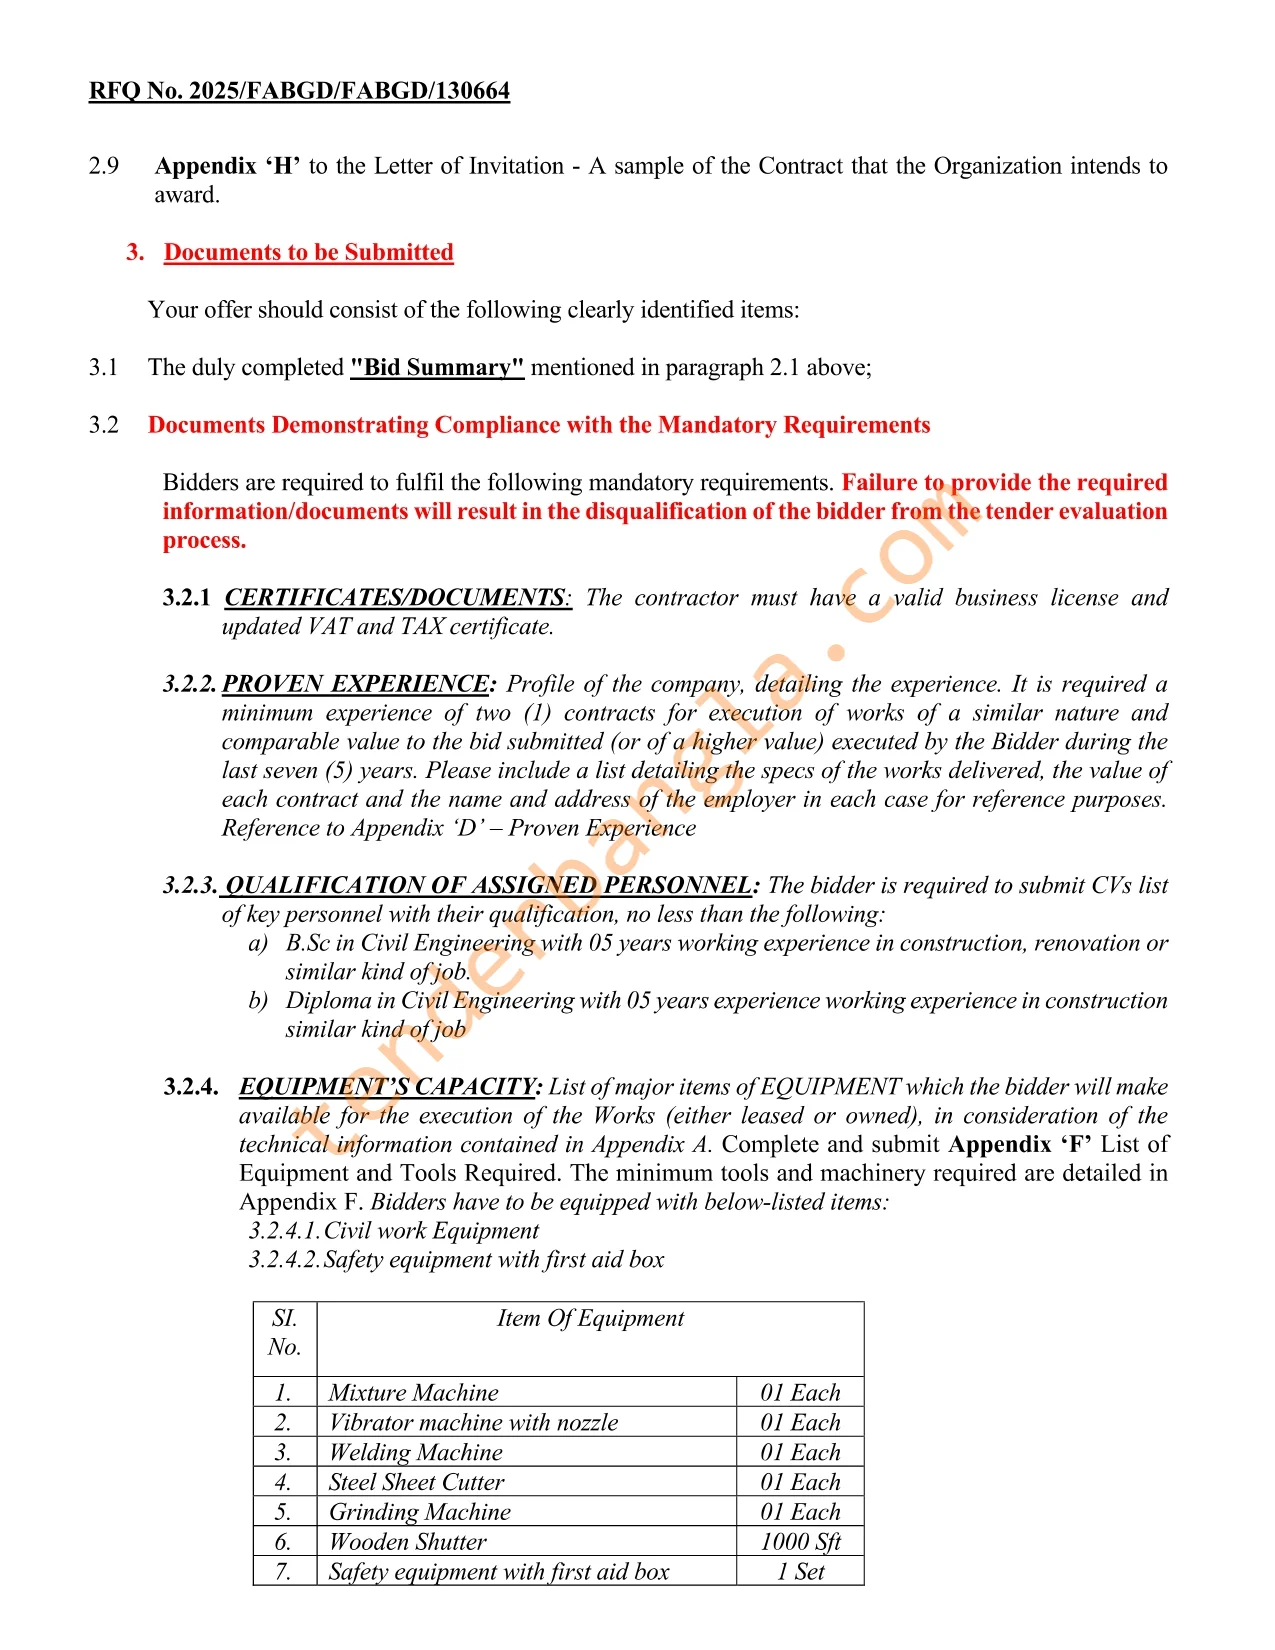 RFQ No. 2025/FABGD/FABGD/130664
2.9 Appendix ‘H’ to the Letter of Invitation - A sample of the Contract that the Organization intends to
award.
3. Documents to be Submitted
Your offer should consist of the following clearly identified items:
3.1 The duly completed "Bid Summary" mentioned in paragraph 2.1 above;
3.2 Documents Demonstrating Compliance with the Mandatory Requirements
Bidders are required to fulfil the following mandatory requirements. Failure to provide the required
information/documents will result in the disqualification of the bidder from the tender evaluation
process.
3.2.1 CERTIFICATES/DOCUMENTS: The contractor must have a valid business license and
updated VAT and TAX certificate.
3.2.2. PROVEN EXPERIENCE: Profile of the company, detailing the experience. It is required a
minimum experience of two (1) contracts for execution of works of a similar nature and
comparable value to the bid submitted (or of a higher value) executed by the Bidder during the
last seven (5) years. Please include a list detailing the specs of the works delivered, the value of
each contract and the name and address of the employer in each case for reference purposes.
Reference to Appendix ‘D’ – Proven Experience
3.2.3. QUALIFICATION OF ASSIGNED PERSONNEL: The bidder is required to submit CVs list
of key personnel with their qualification, no less than the following:
a) B.Sc in Civil Engineering with 05 years working experience in construction, renovation or
similar kind of job.
b) Diploma in Civil Engineering with 05 years experience working experience in construction
similar kind of job
3.2.4. EQUIPMENT’S CAPACITY: List of major items of EQUIPMENT which the bidder will make
available for the execution of the Works (either leased or owned), in consideration of the
technical information contained in Appendix A. Complete and submit Appendix ‘F’ List of
Equipment and Tools Required. The minimum tools and machinery required are detailed in
Appendix F. Bidders have to be equipped with below-listed items:
3.2.4.1. Civil work Equipment
3.2.4.2. Safety equipment with first aid box
SI. Item Of Equipment
No.
1. Mixture Machine 01 Each
2. Vibrator machine with nozzle 01 Each
3. Welding Machine 01 Each
4. Steel Sheet Cutter 01 Each
5. Grinding Machine 01 Each
6. Wooden Shutter 1000 Sft
7. Safety equipment with first aid box 1 Set
tenderbangla.com